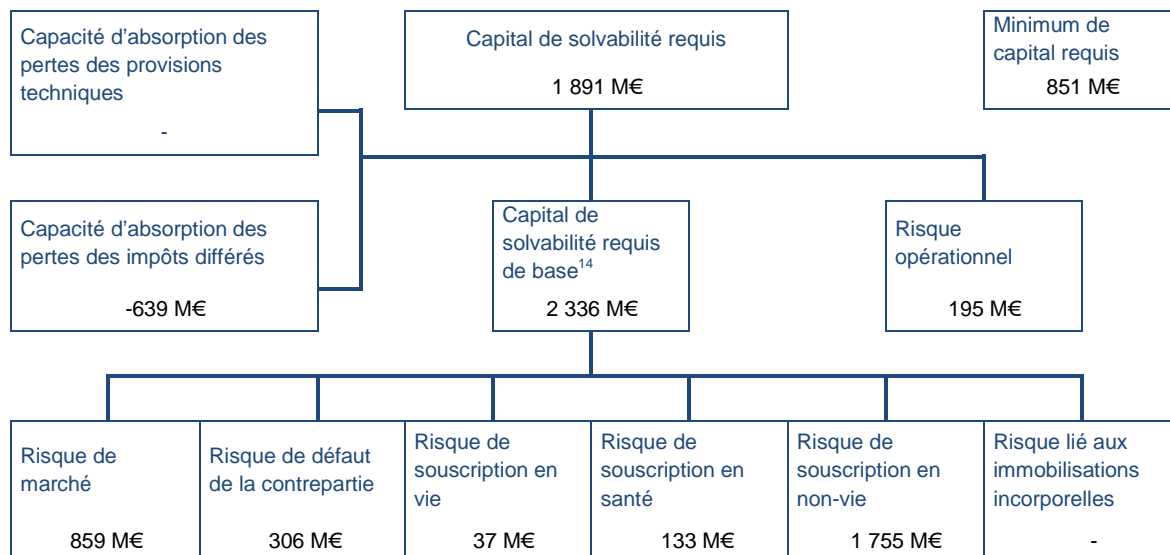 Capacité d'absorption des
pertes des provisions
techniques
-
Capital de solvabilité requis
1 891 M€
Minimum de
capital requis
851 M€
Capacité d'absorption des
pertes des impôts différés
-639 M€
Capital de
solvabilité requis
de base14
2 336 M€
Risque
opérationnel
195 M€
Risque de
marché
859 M€
Risque de défaut
de la contrepartie
306 M€
Risque de
souscription en
vie
37 M€
Risque de
souscription en
santé
133 M€
Risque de
souscription en
non-vie
1 755 M€
Risque lié aux
immobilisations
incorporelles
-